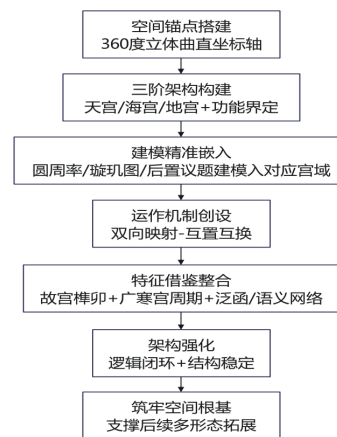 空间锚点搭建
360度立体曲直坐标轴
三阶架构构建
天宫/海宫/地宫+功能界定
建模精准嵌入
圆周率/璇玑图/后置议题建模入对应宫域
运作机制创设
双向映射-互置互换
特征借鉴整合
故宫榫卯+广寒宫周期+泛函/语义网络
架构强化
逻辑闭环+结构稳定
筑牢空间根基
支撑后续多形态拓展